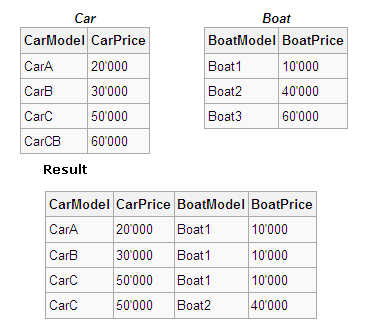 Car Boat
CarModel CarPrice BoatModel BoatPrice
CarA 20'000 Boat1 10'000
CarB 30'000 Boat2 40'000
CarC 50'000 Boat3 60'000
CarCB 60'000
Result
CarModel CarPrice BoatModel BoatPrice
CarA 20'000 Boat1 10'000
CarB 30'000 Boat1 10'000
CarC 50'000 Boat1 10'000
CarC 50'000 Boat2 40'000